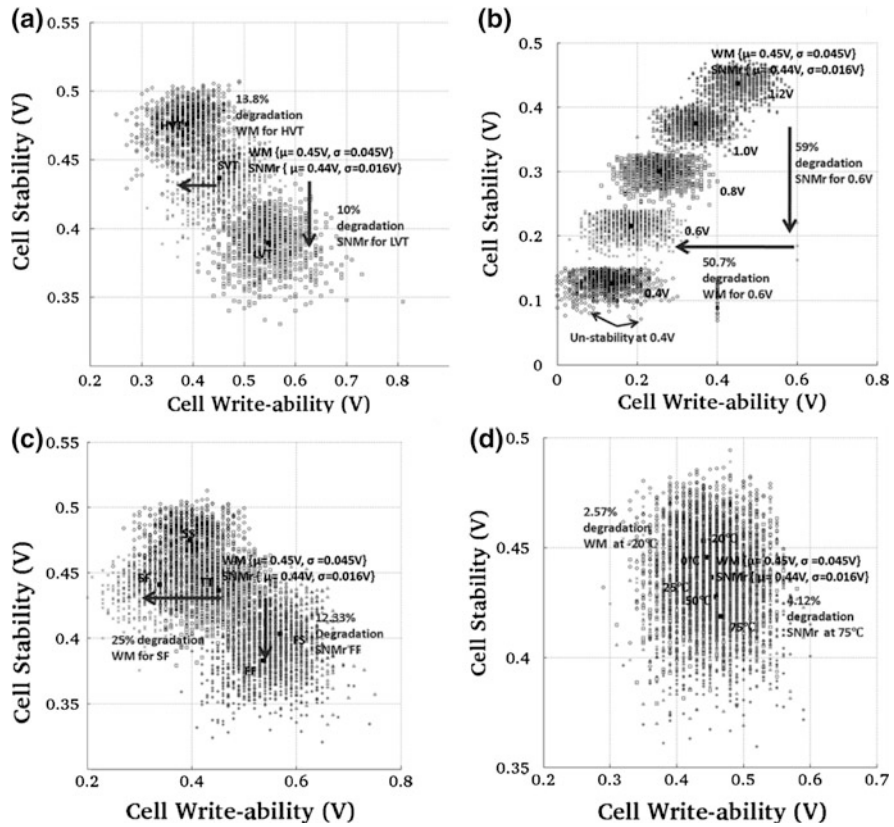 (a)
0.55
0.5
0.45
0.4
0.35
Cell Stability (V)
13.8%
degradation
WM for HVT
WM {μ= 0.45V, σ=0.045V}
SNMr { μ= 0.44V, σ=0.016V}
SVT
10%
degradation
SNMr for LVT
LVT
0.2
0.3
0.4
0.5
0.6
0.7
0.8
Cell Write-ability (V)
(b)
0.5
0.4
0.3
0.2
0.1
0
Cell Stability (V)
WM {μ= 0.45V, σ=0.045V}
SNMr { μ= 0.44V, σ=0.016V}
1.2V
1.0V
59%
degradation
SNMr for 0.6V
0.8V
0.6V
50.7%
degradation
WM for 0.6V
0.4V
Un-stability at 0.4V
0
0.2
0.4
0.6
0.8
Cell Write-ability (V)
(c)
0.55
0.5
0.45
0.4
0.35
Cell Stability (V)
SS
WM {μ= 0.45V, σ =0.045V}
SNMr { μ= 0.44V, σ=0.016V}
SF
TT
12.33%
Degradation
SNMr FF
FS
25% degradation
WM for SF
FF
0.2
0.4
0.6
0.8
Cell Write-ability (V)
(d)
0.5
0.45
0.4
0.35
Cell Stability (V)
2.57%
degradation
WM at -20℃
-20℃
0℃
WM {μ= 0.45V, σ=0.045V}
SNMr { μ= 0.44V, σ=0.016V}
25℃
50℃
4.12%
degradation
SNMr at 75℃
75℃
0.2
0.3
0.4
0.5
0.6
0.7
Cell Write-ability (V)